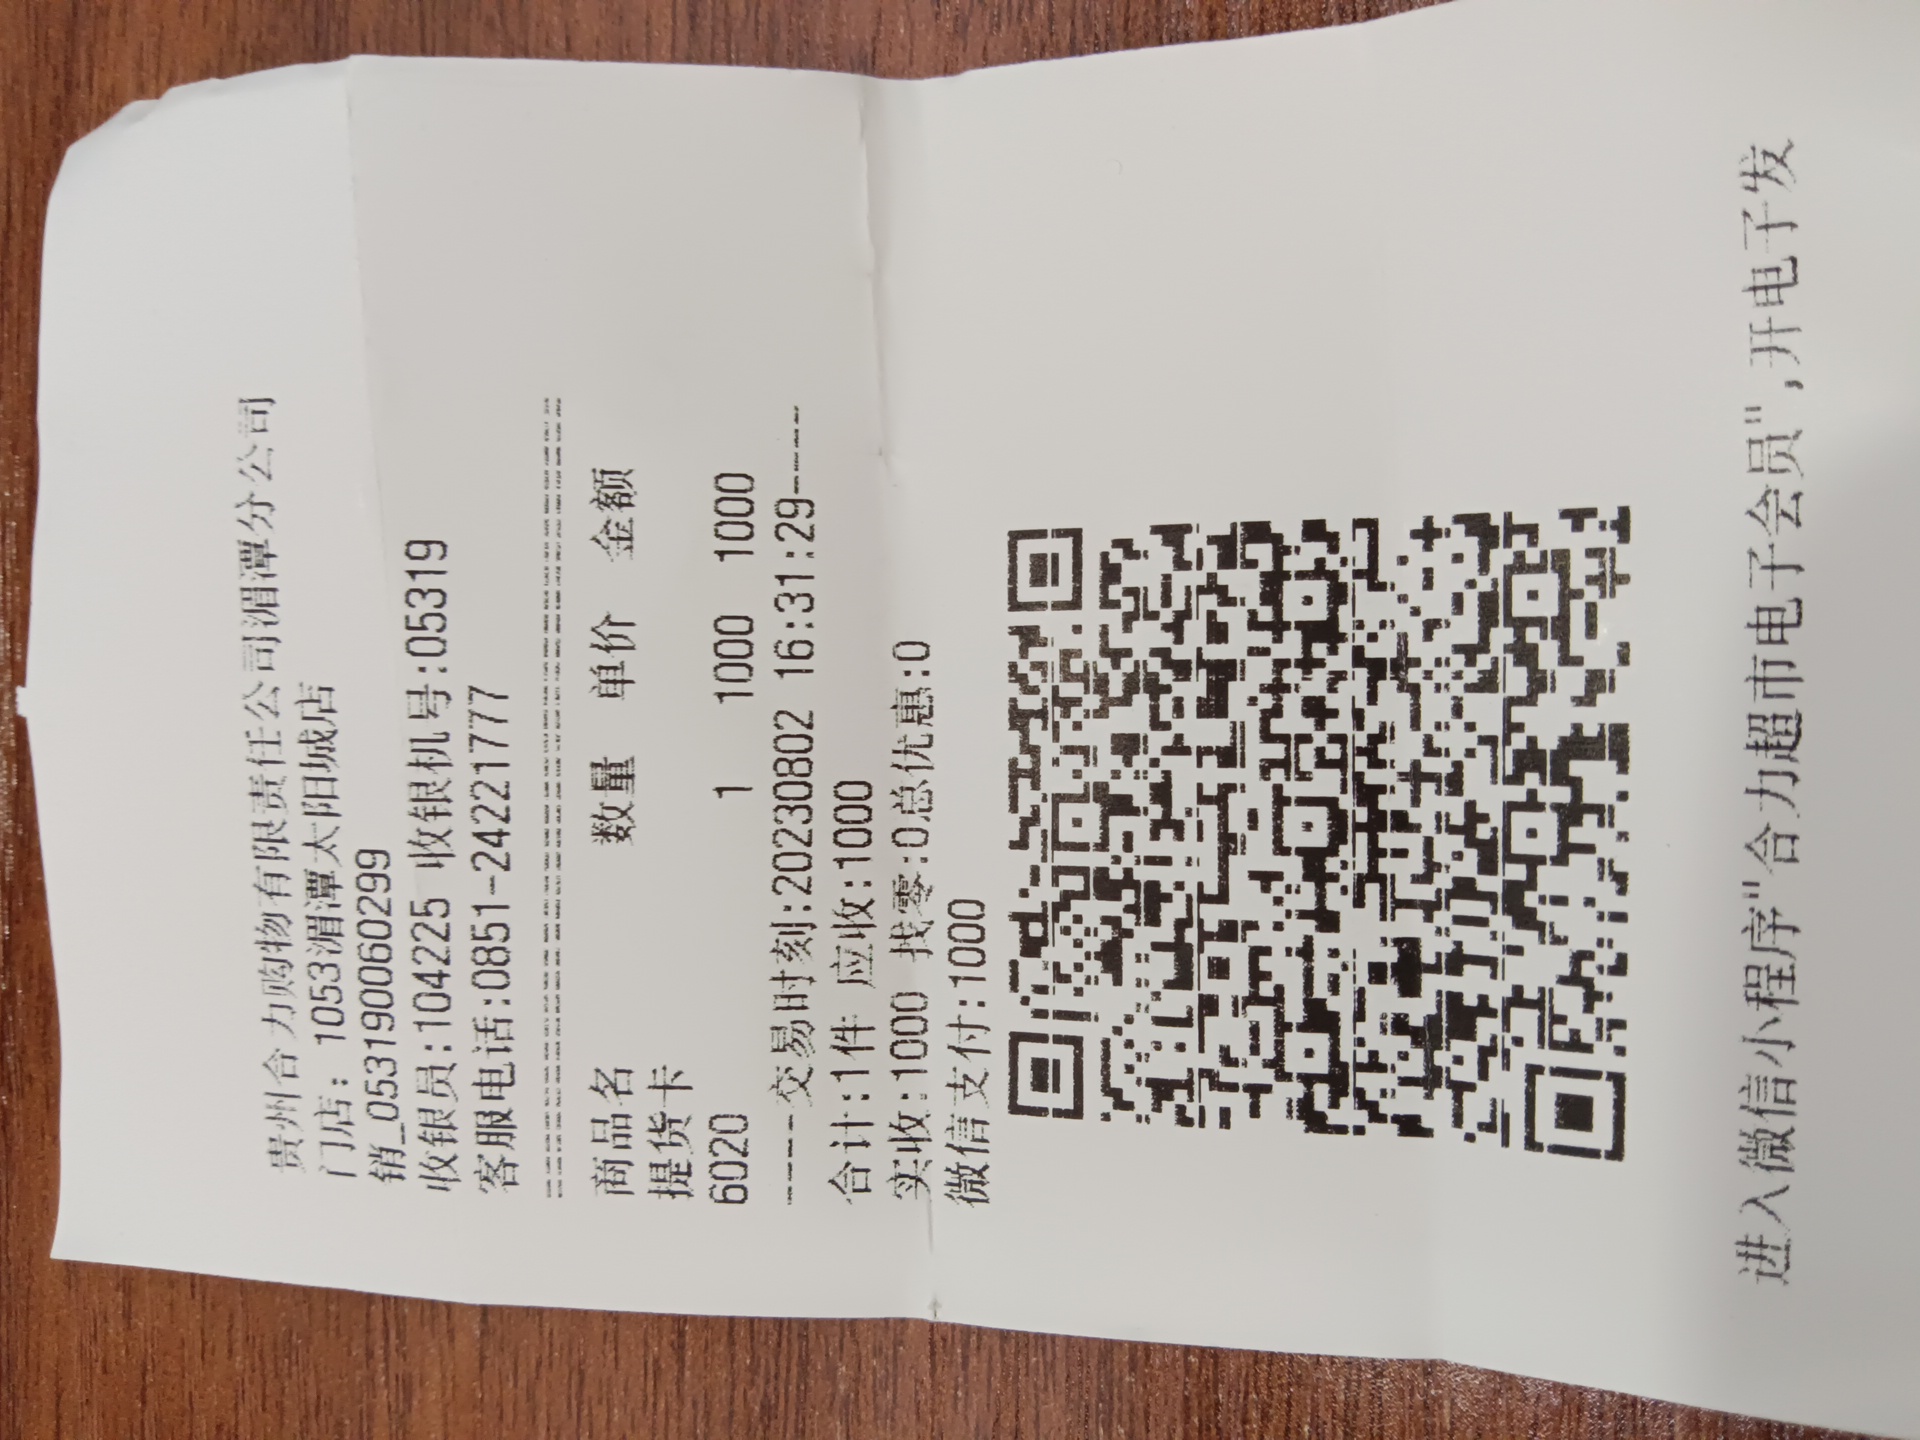 贵州合力购物有限责任公司湄潭分公司
门店: 1053湄潭太阳城店
销_053190060299
收银员:104225 收银机号:05319
客服电话:0851-24221777
商品名 数量 单价 金额
提货卡
6020 1 1000 1000
----交易时刻:20230802 16:31:29----
合计:1件 应收:1000
实收:1000 找零:0总优惠:0
微信支付:1000
进入微信小程序"合力超市电子会员",开电子发